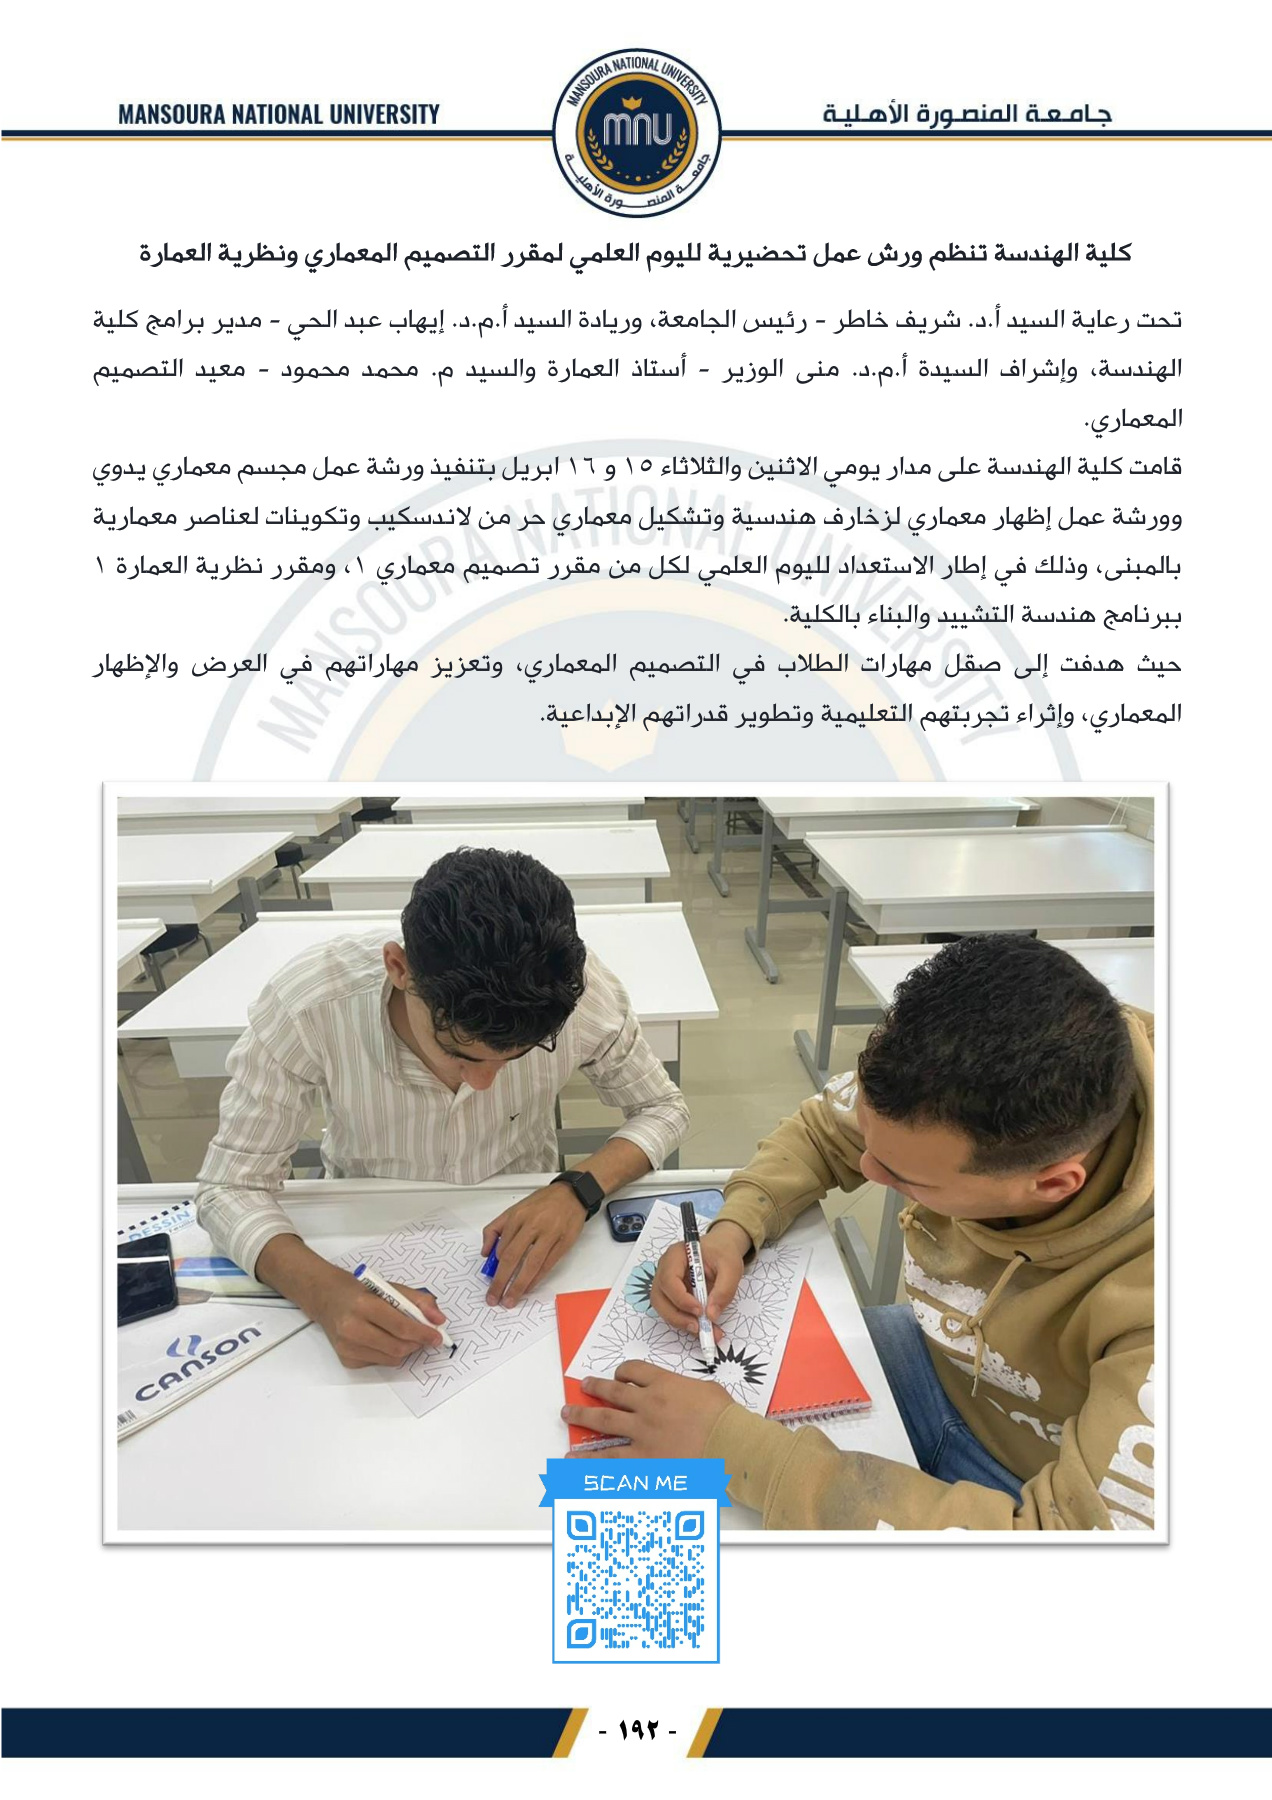 MANSOURA NATIONAL UNIVERSITY
جامعة المنصورة الأهلية
MANSOURA NATIONAL UNIVERSITY
mnu
جامعة المنصورة الأهلية
كلية الهندسة تنظم ورش عمل تحضيرية لليوم العلمي لمقرر التصميم المعماري ونظرية العمارة
تحت رعاية السيد أ.د. شريف خاطر - رئيس الجامعة، وريادة السيد أ.م.د. إيهاب عبد الحي - مدير برامج كلية
الهندسة، وإشراف السيدة أ.م.د. منى الوزير - أستاذ العمارة والسيد م. محمد محمود - معيد التصميم
المعماري.
قامت كلية الهندسة على مدار يومي الاثنين والثلاثاء ١٥ و ١٦ ابريل بتنفيذ ورشة عمل مجسم معماري يدوي
وورشة عمل إظهار معماري لزخارف هندسية وتشكيل معماري حر من لاندسكيب وتكوينات لعناصر معمارية
بالمبنى، وذلك في إطار الاستعداد لليوم العلمي لكل من مقرر تصميم معماري ١، ومقرر نظرية العمارة ١
ببرنامج هندسة التشييد والبناء بالكلية.
حيث هدفت إلى صقل مهارات الطلاب في التصميم المعماري، وتعزيز مهاراتهم في العرض والإظهار
المعماري، وإثراء تجربتهم التعليمية وتطوير قدراتهم الإبداعية.
MANSOURA NATIONAL UNIVERSITY
DESSIN
CANSON
SCAN ME
- ١٩٢ -